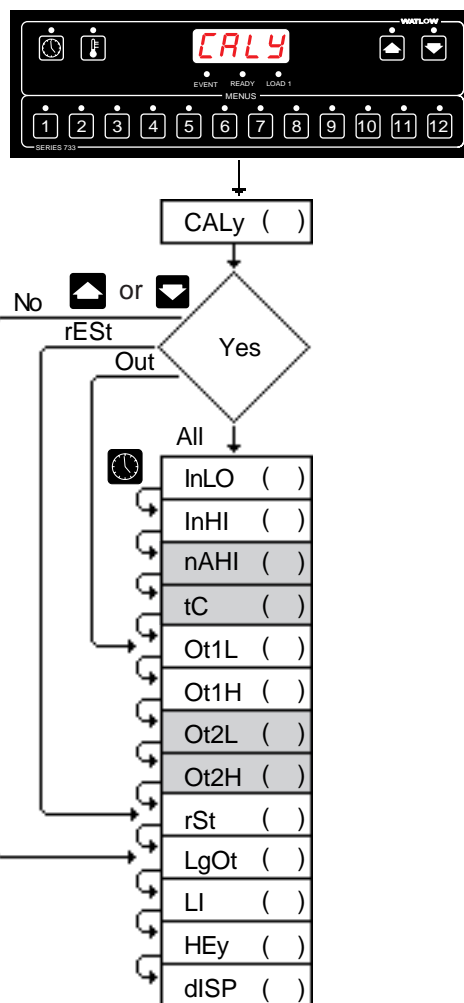 WATLOW
CALY
EVENT READY LOAD 1
MENUS
1 2 3 4 5 6 7 8 9 10 11 12
SERIES 733
CALy ( )
or
No
rESt
Yes
Out
All
InLO ( )
InHI ( )
nAHI ( )
tC ( )
Ot1L ( )
Ot1H ( )
Ot2L ( )
Ot2H ( )
rSt ( )
LgOt ( )
LI ( )
HEy ( )
dISP ( )